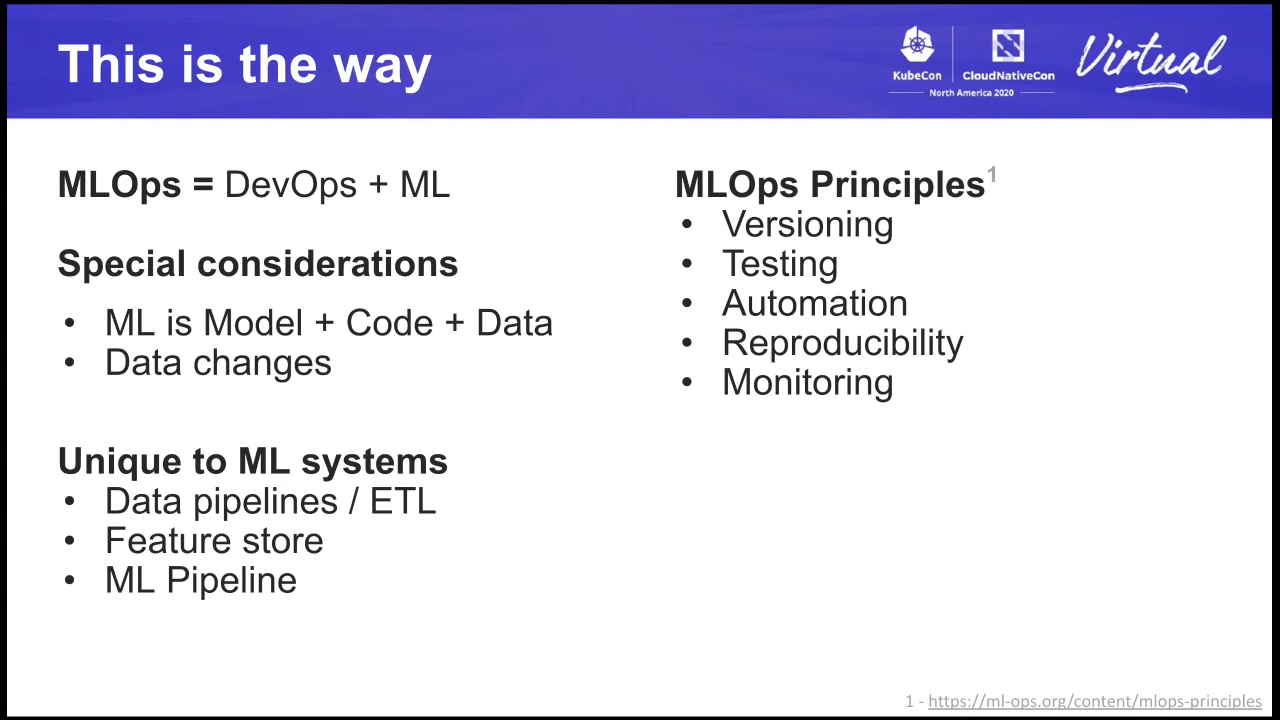 This is the way
KubeCon
CloudNativeCon
North America 2020
Virtual
MLOps = DevOps + ML
Special considerations
• ML is Model + Code + Data
• Data changes
Unique to ML systems
• Data pipelines / ETL
• Feature store
• ML Pipeline
MLOps Principles1
• Versioning
• Testing
• Automation
• Reproducibility
• Monitoring
1 - https://ml-ops.org/content/mlops-principles